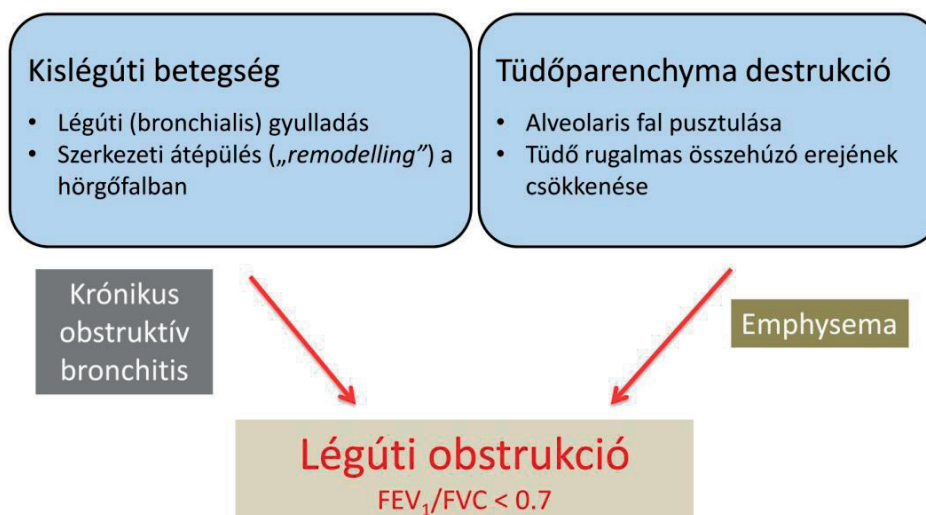 Kislégúti betegség
• Légúti (bronchialis) gyulladás
• Szerkezeti átépülés („remodelling”) a
hörgőfalban
Tüdőparenchyma destrukció
• Alveolaris fal pusztulása
• Tüdő rugalmas összehúzó erejének
csökkenése
Krónikus
obstruktív
bronchitis
Emphysema
Légúti obstrukció
FEV₁/FVC < 0.7